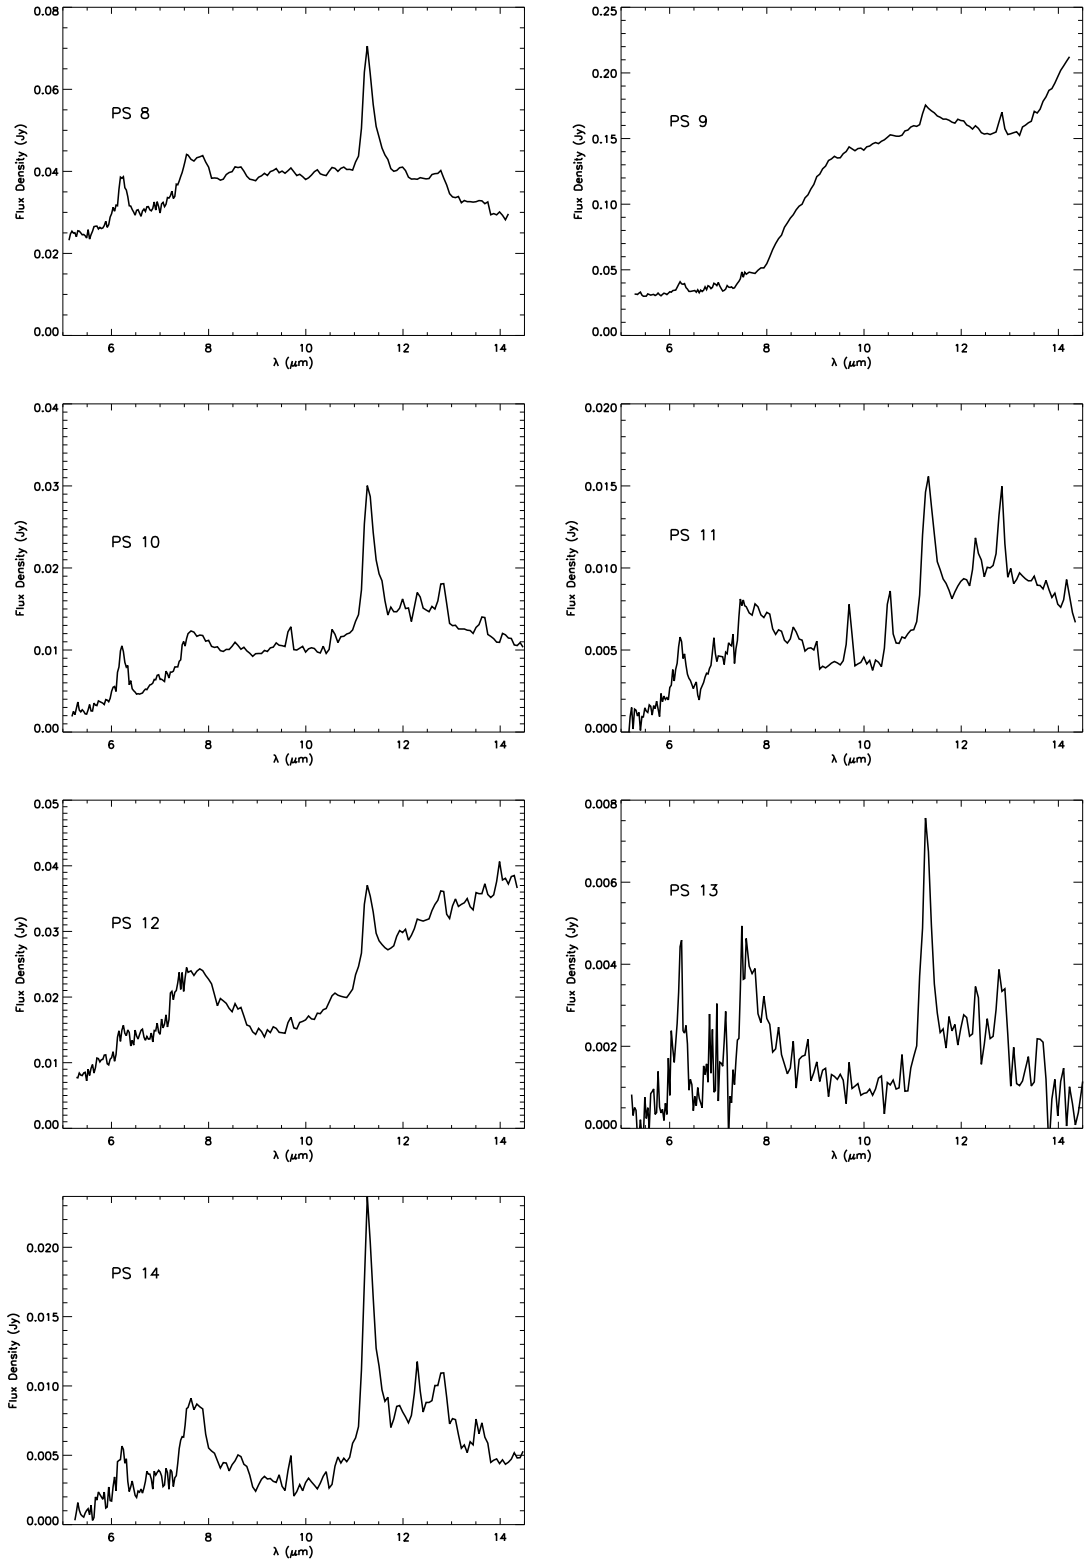 0.08
0.06
0.04
0.02
0.00
Flux Density (Jy)
PS 8
6 8 10 12 14
λ (μm)
0.25
0.20
0.15
0.10
0.05
0.00
Flux Density (Jy)
PS 9
6 8 10 12 14
λ (μm)
0.04
0.03
0.02
0.01
0.00
Flux Density (Jy)
PS 10
6 8 10 12 14
λ (μm)
0.020
0.015
0.010
0.005
0.000
Flux Density (Jy)
PS 11
6 8 10 12 14
λ (μm)
0.05
0.04
0.03
0.02
0.01
0.00
Flux Density (Jy)
PS 12
6 8 10 12 14
λ (μm)
0.008
0.006
0.004
0.002
0.000
Flux Density (Jy)
PS 13
6 8 10 12 14
λ (μm)
0.020
0.015
0.010
0.005
0.000
Flux Density (Jy)
PS 14
6 8 10 12 14
λ (μm)